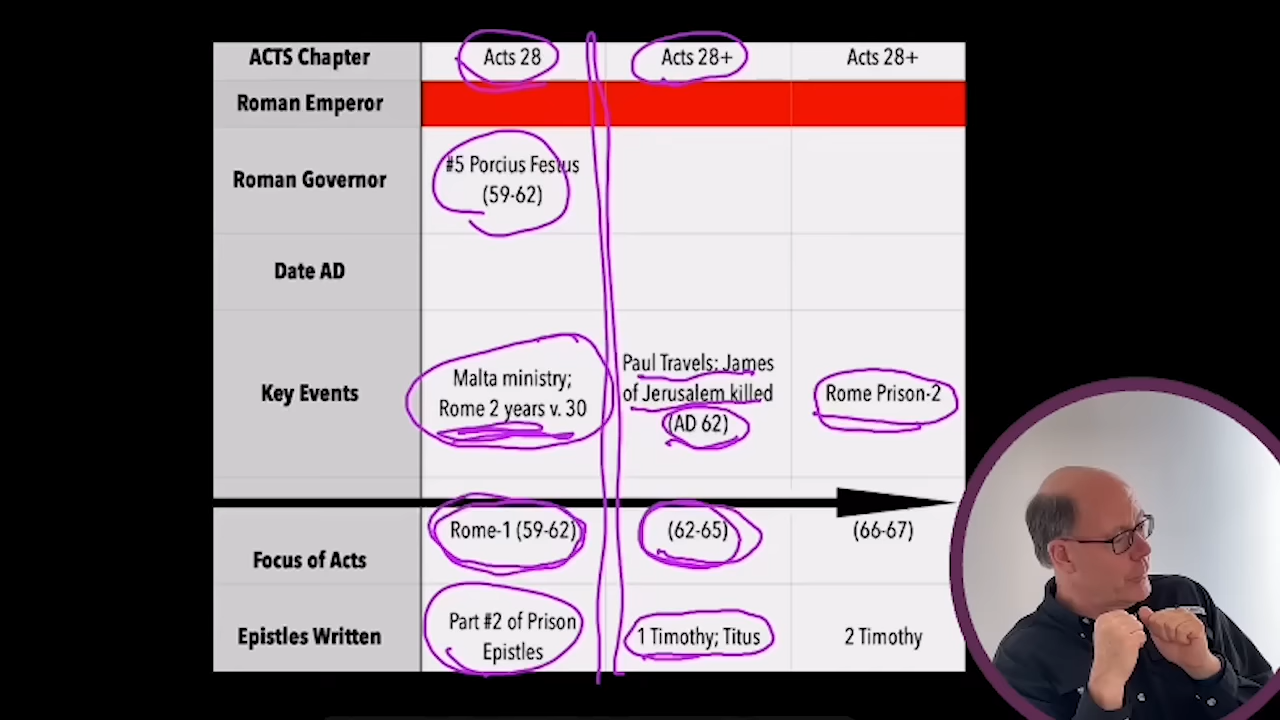 ACTS Chapter Acts 28 Acts 28+ Acts 28+
Roman Emperor
Roman Governor #5 Porcius Festus
(59-62)
Date AD
Key Events
Malta ministry;
Rome 2 years v. 30
Paul Travels; James
of Jerusalem killed
(AD 62)
Rome Prison-2
Focus of Acts Rome-1 (59-62) (62-65) (66-67)
Epistles Written
Part #2 of Prison
Epistles
1 Timothy; Titus
2 Timothy